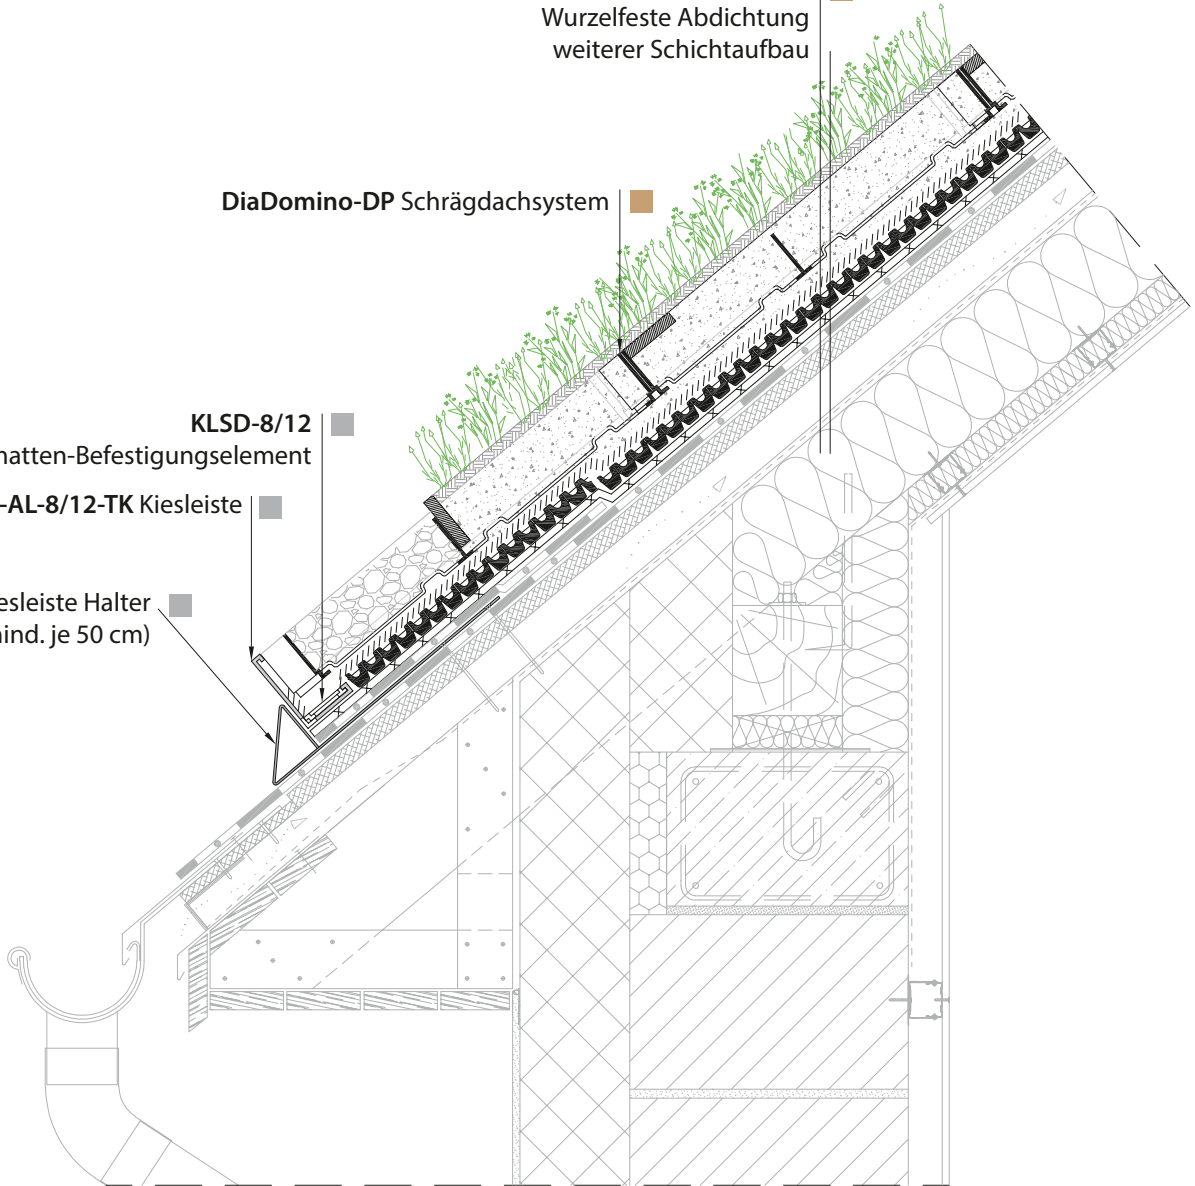 Wurzelfeste Abdichtung
weiterer Schichtaufbau
DiaDomino-DP Schrägdachsystem
KLSD-8/12
natten-Befestigungselement
-AL-8/12-TK Kiesleiste
esleiste Halter
ind. je 50 cm)